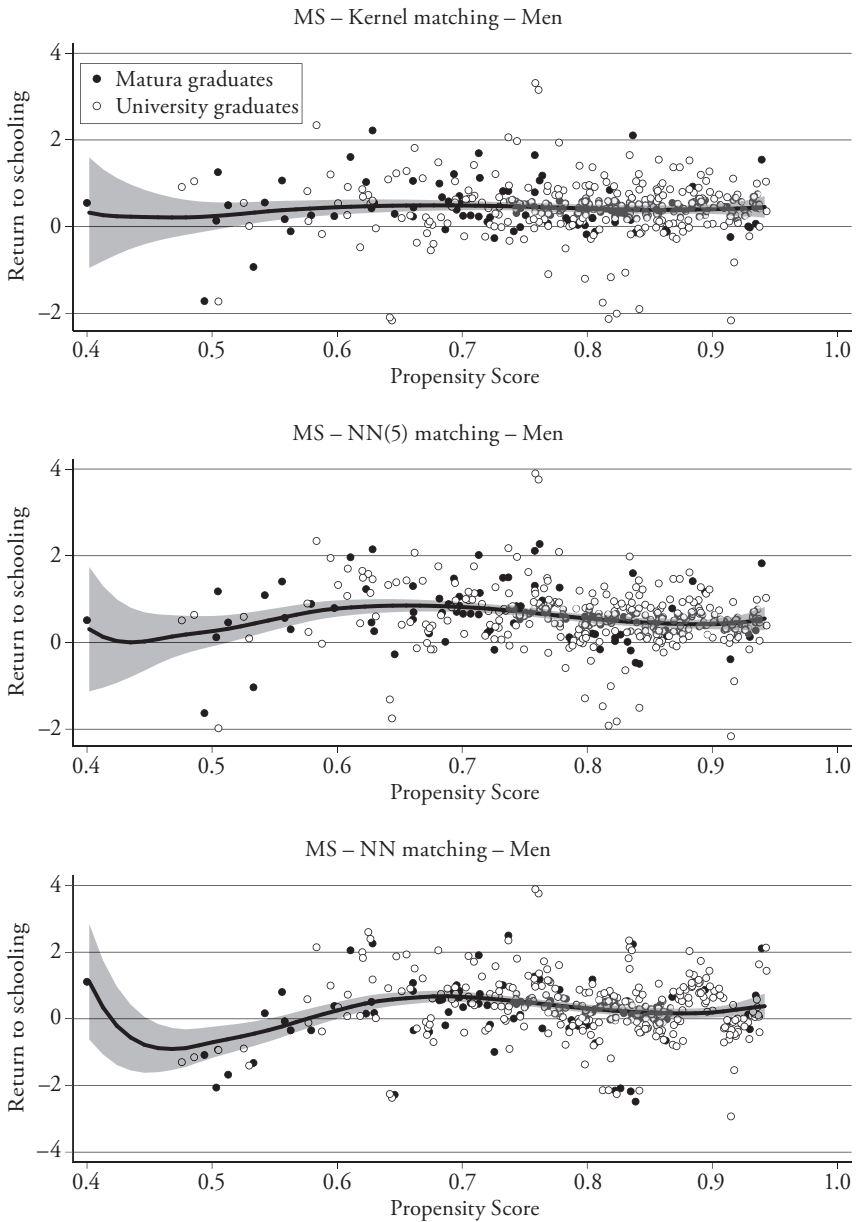 MS – Kernel matching – Men
4
Matura graduates
University graduates
2
0
–2
Return to schooling
0.4 0.5 0.6 0.7 0.8 0.9 1.0
Propensity Score
MS – NN(5) matching – Men
4
2
0
–2
Return to schooling
0.4 0.5 0.6 0.7 0.8 0.9 1.0
Propensity Score
MS – NN matching – Men
4
2
0
–2
–4
Return to schooling
0.4 0.5 0.6 0.7 0.8 0.9 1.0
Propensity Score